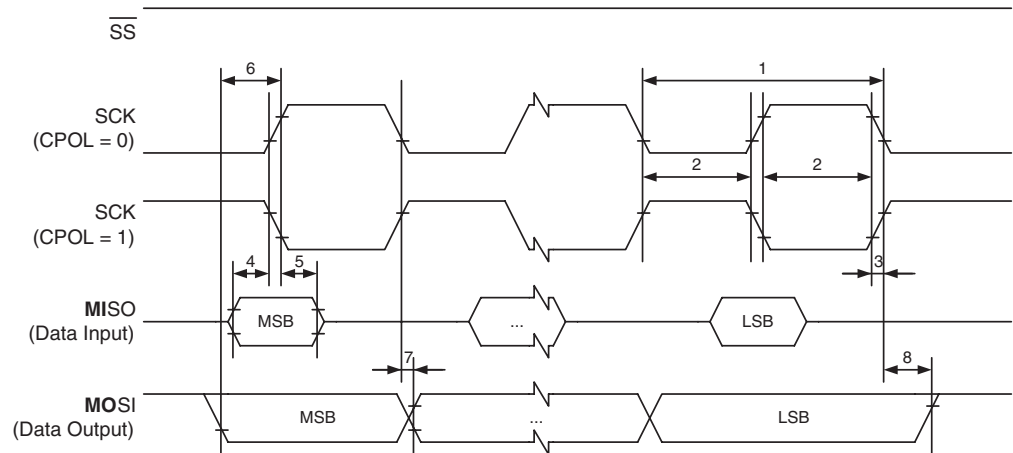 SS
6
1
SCK
(CPOL = 0)
2
2
SCK
(CPOL = 1)
4
5
3
MISO
(Data Input)
MSB
...
LSB
7
8
MOSI
(Data Output)
MSB
...
LSB